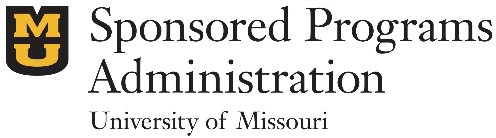 MU
Sponsored Programs
Administration
University of Missouri